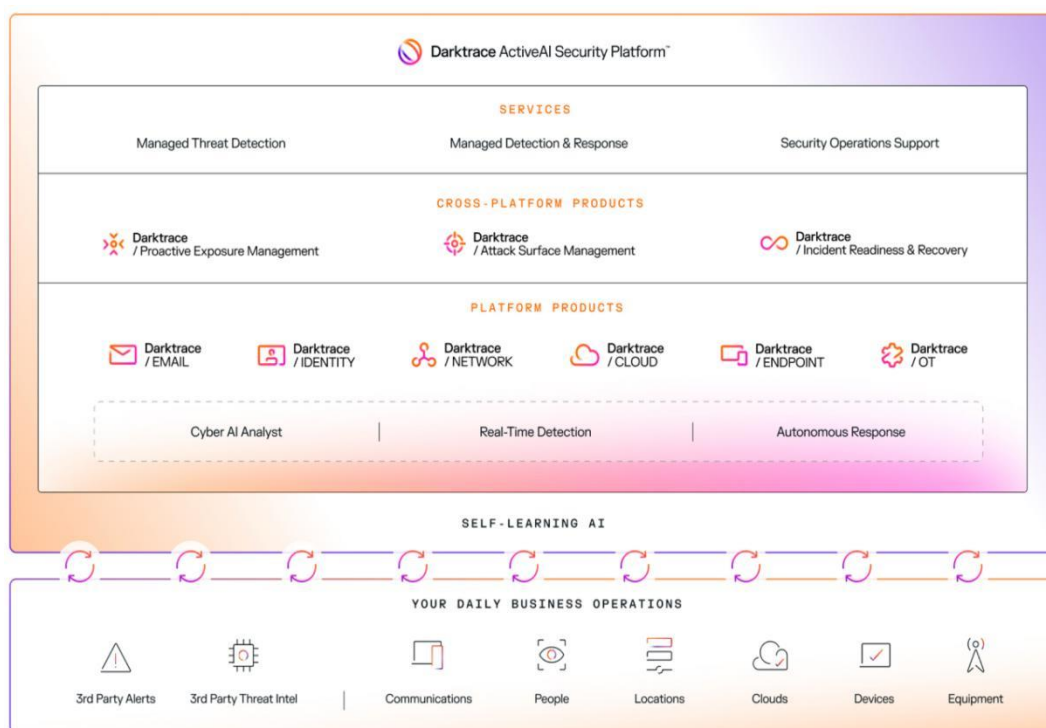 Darktrace ActiveAI Security Platform™
SERVICES
Managed Threat Detection
Managed Detection & Response
Security Operations Support
CROSS-PLATFORM PRODUCTS
Darktrace
/ Proactive Exposure Management
Darktrace
/ Attack Surface Management
Darktrace
/ Incident Readiness & Recovery
PLATFORM PRODUCTS
Darktrace
/ EMAIL
Darktrace
/ IDENTITY
Darktrace
/ NETWORK
Darktrace
/ CLOUD
Darktrace
/ ENDPOINT
Darktrace
/ OT
Cyber AI Analyst
Real-Time Detection
Autonomous Response
SELF-LEARNING AI
YOUR DAILY BUSINESS OPERATIONS
3rd Party Alerts
3rd Party Threat Intel
Communications
People
Locations
Clouds
Devices
Equipment